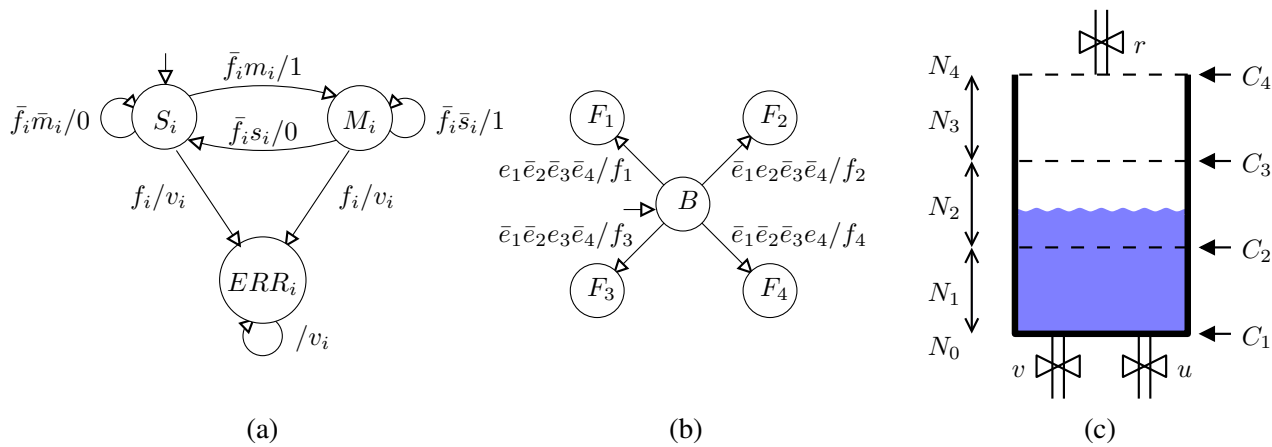 f̄ᵢmᵢ/1
f̄ᵢm̄ᵢ/0
Sᵢ
f̄ᵢsᵢ/0
Mᵢ
f̄ᵢs̄ᵢ/1
fᵢ/vᵢ
fᵢ/vᵢ
ERRᵢ
/vᵢ
(a)
F₁
F₂
e₁ē₂ē₃ē₄/f₁
ē₁e₂ē₃ē₄/f₂
B
ē₁ē₂e₃ē₄/f₃
ē₁ē₂ē₃e₄/f₄
F₃
F₄
(b)
r
N₄
C₄
N₃
C₃
N₂
C₂
N₁
N₀
C₁
v
u
(c)